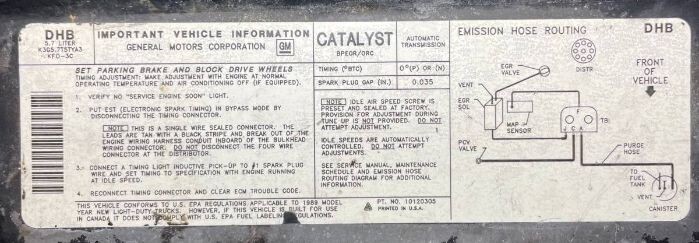 DHB
5.7 LITER
K3G5.7T5TYA3
KFO-3C
IMPORTANT VEHICLE INFORMATION
GENERAL MOTORS CORPORATION GM
SET PARKING BRAKE AND BLOCK DRIVE WHEELS
TIMING ADJUSTMENT: MAKE ADJUSTMENT WITH ENGINE AT NORMAL
OPERATING TEMPERATURE AND AIR CONDITIONING OFF (IF EQUIPPED).
1. VERIFY NO "SERVICE ENGINE SOON" LIGHT.
2. PUT EST (ELECTRONIC SPARK TIMING) IN BYPASS MODE BY
DISCONNECTING THE TIMING CONNECTOR.
NOTE THIS IS A SINGLE WIRE SEALED CONNECTOR. THE
LEADS ARE TAN WITH A BLACK STRIPE AND BREAK OUT OF THE
ENGINE WIRING HARNESS CONDUIT INBOARD OF THE BULKHEAD
WIRING CONNECTOR. DO NOT DISCONNECT THE FOUR WIRE
CONNECTOR AT THE DISTRIBUTOR.
3. CONNECT A TIMING LIGHT INDUCTIVE PICK-UP TO #1 SPARK PLUG
WIRE AND SET TIMING TO SPECIFICATION WITH ENGINE RUNNING
AT IDLE SPEED.
4. RECONNECT TIMING CONNECTOR AND CLEAR ECM TROUBLE CODE.
THIS VEHICLE CONFORMS TO U.S. EPA REGULATIONS APPLICABLE TO 1989 MODEL
YEAR NEW LIGHT-DUTY TRUCKS. HOWEVER, IF THIS VEHICLE IS BUILT FOR USE
IN CANADA IT DOES NOT COMPLY WITH U.S. EPA FUEL LABELING REGULATIONS.
CATALYST
BPEGR/ORC
AUTOMATIC
TRANSMISSION
TIMING (°BTC) 0°(P) OR (N)
SPARK PLUG GAP (IN.) 0.035
NOTE IDLE AIR SPEED SCREW IS
PRESET AND SEALED AT FACTORY.
PROVISION FOR ADJUSTMENT DURING
TUNE UP IS NOT PROVIDED. DO NOT
ATTEMPT ADJUSTMENT.
IDLE SPEEDS ARE AUTOMATICALLY
CONTROLLED. DO NOT ATTEMPT
ADJUSTMENTS.
SEE SERVICE MANUAL, MAINTENANCE
SCHEDULE AND EMISSION HOSE
ROUTING DIAGRAM FOR ADDITIONAL
INFORMATION.
PT. NO. 10120305
PRINTED IN U.S.A.
EMISSION HOSE ROUTING
DHB
FRONT
OF
VEHICLE
DISTR
EGR
VALVE
VENT
EGR
SOL
MAP
SENSOR
TBI
J C A
PCV
VALVE
PURGE
HOSE
TO
FUEL
TANK
VENT
CANISTER